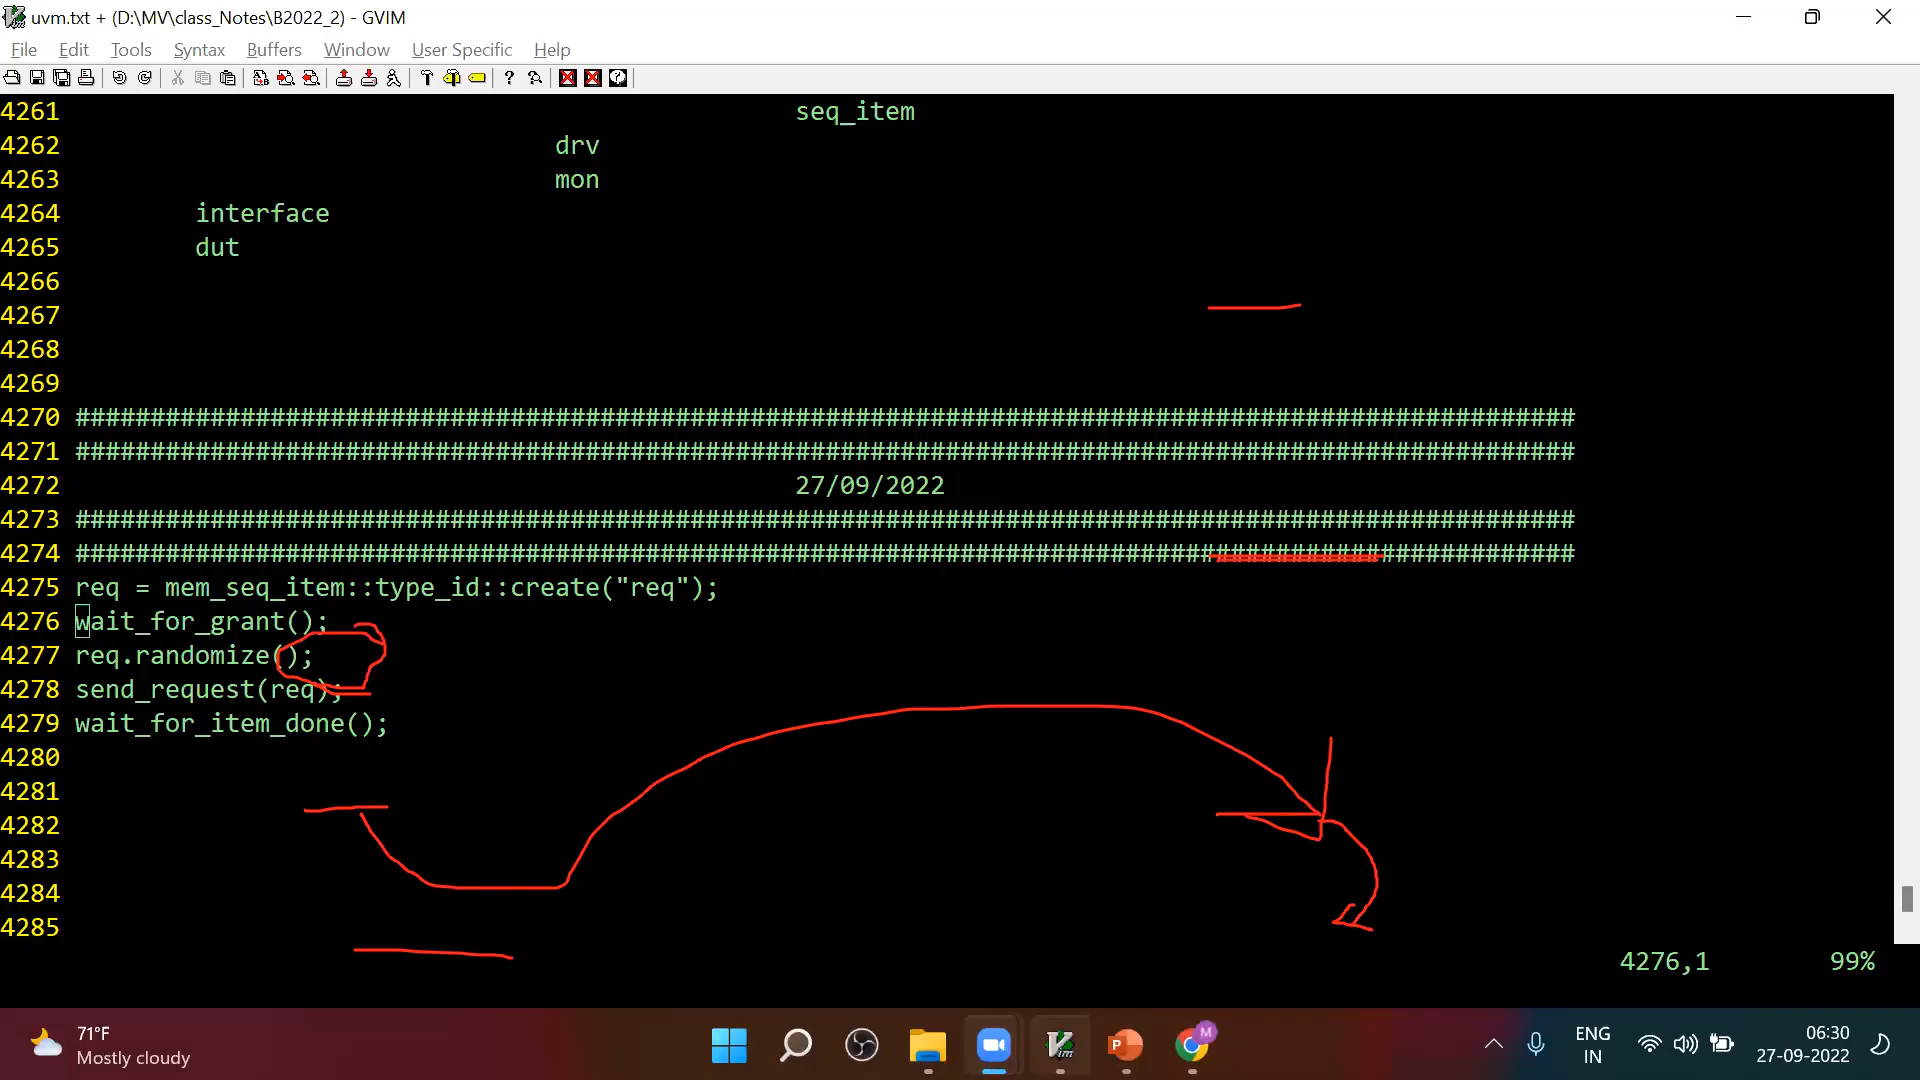 uvm.txt + (D:\MV\class_Notes\B2022_2) - GVIM
File Edit Tools Syntax Buffers Window User Specific Help
4261 seq_item
4262 drv
4263 mon
4264 interface
4265 dut
4266
4267
4268
4269
4270 ####################################################################################################
4271 ####################################################################################################
4272 27/09/2022
4273 ####################################################################################################
4274 ####################################################################################################
4275 req = mem_seq_item::type_id::create("req");
4276 wait_for_grant();
4277 req.randomize();
4278 send_request(req);
4279 wait_for_item_done();
4280
4281
4282
4283
4284
4285
4276,1 99%
71°F
Mostly cloudy
ENG
IN
06:30
27-09-2022